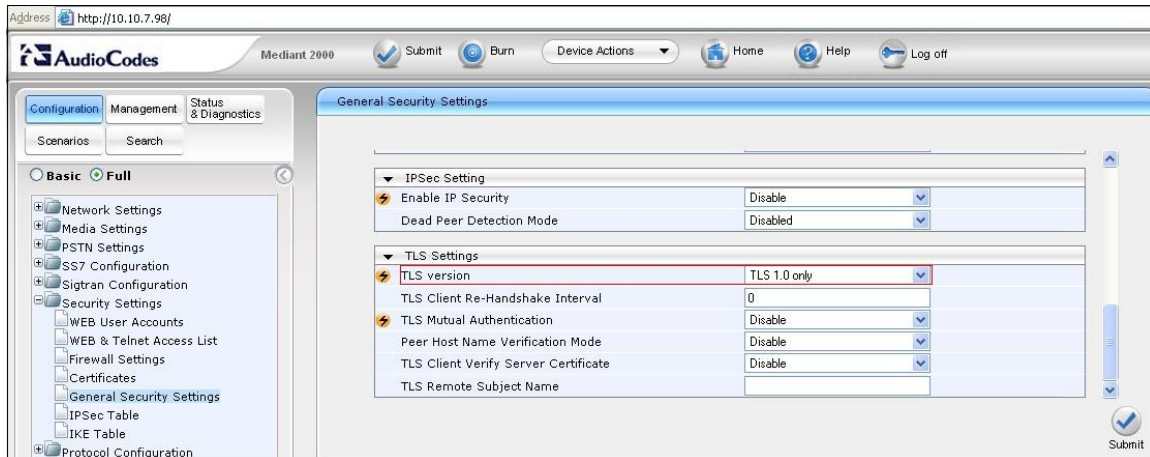 Address http://10.10.7.98/
AudioCodes
Mediant 2000
Submit
Burn
Device Actions
Home
Help
Log off
Configuration
Management
Status
& Diagnostics
Scenarios
Search
Basic
Full
Network Settings
Media Settings
PSTN Settings
SS7 Configuration
Sigtran Configuration
Security Settings
WEB User Accounts
WEB & Telnet Access List
Firewall Settings
Certificates
General Security Settings
IPSec Table
IKE Table
Protocol Configuration
General Security Settings
IPSec Setting
Enable IP Security Disable
Dead Peer Detection Mode Disabled
TLS Settings
TLS version TLS 1.0 only
TLS Client Re-Handshake Interval 0
TLS Mutual Authentication Disable
Peer Host Name Verification Mode Disable
TLS Client Verify Server Certificate Disable
TLS Remote Subject Name
Submit